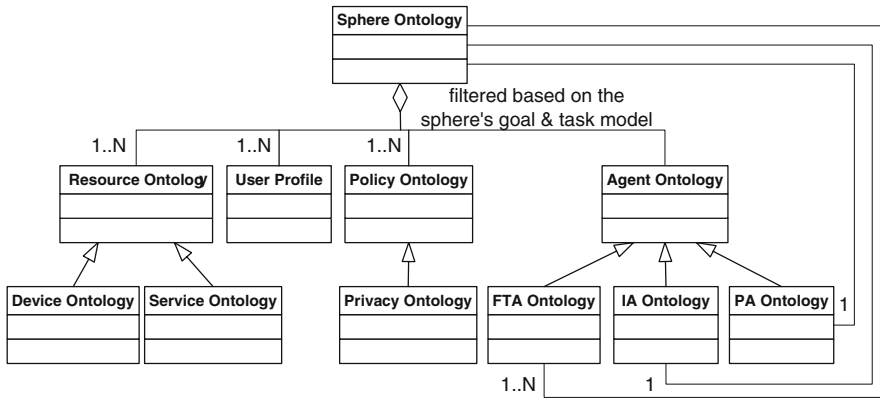 Sphere Ontology
filtered based on the
sphere's goal & task model
1..N
1..N
1..N
Resource Ontology
User Profile
Policy Ontology
Agent Ontology
Device Ontology
Service Ontology
Privacy Ontology
FTA Ontology
IA Ontology
PA Ontology
1
1..N
1